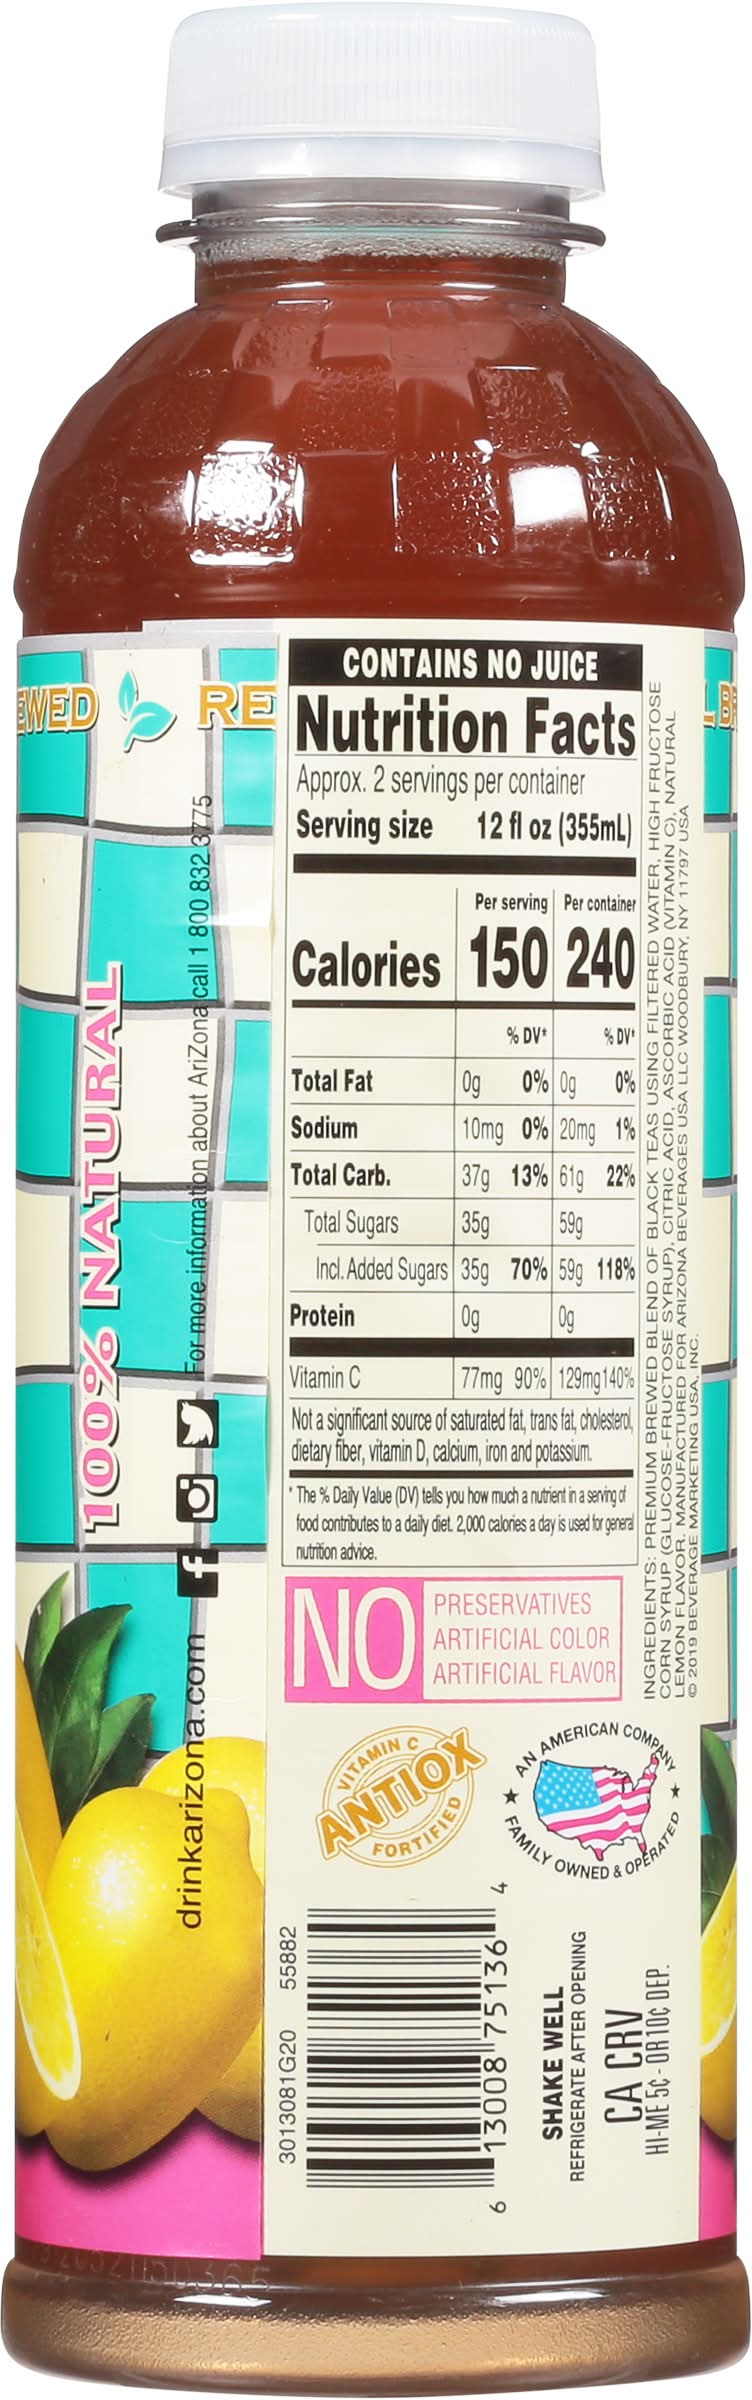 EWED
RE
L BR
CONTAINS NO JUICE
Nutrition Facts
Approx. 2 servings per container
Serving size 12 fl oz (355mL)
Per serving Per container
Calories 150 240
% DV* % DV*
Total Fat 0g 0% 0g 0%
Sodium 10mg 0% 20mg 1%
Total Carb. 37g 13% 61g 22%
Total Sugars 35g 59g
Incl. Added Sugars 35g 70% 59g 118%
Protein 0g 0g
Vitamin C 77mg 90% 129mg 140%
Not a significant source of saturated fat, trans fat, cholesterol,
dietary fiber, vitamin D, calcium, iron and potassium.
* The % Daily Value (DV) tells you how much a nutrient in a serving of
food contributes to a daily diet. 2,000 calories a day is used for general
nutrition advice.
INGREDIENTS: PREMIUM BREWED BLEND OF BLACK TEAS USING FILTERED WATER, HIGH FRUCTOSE
CORN SYRUP (GLUCOSE-FRUCTOSE SYRUP), CITRIC ACID, ASCORBIC ACID (VITAMIN C), NATURAL
LEMON FLAVOR. MANUFACTURED FOR ARIZONA BEVERAGES USA LLC WOODBURY, NY 11797 USA
© 2019 BEVERAGE MARKETING USA, INC.
100% NATURAL
For more information about AriZona call 1 800 832 3775
drinkarizona.com
NO
PRESERVATIVES
ARTIFICIAL COLOR
ARTIFICIAL FLAVOR
VITAMIN C
ANTIOX
FORTIFIED
AN AMERICAN COMPANY
FAMILY OWNED & OPERATED
3013081G20 55882
6 13008 75136 4
SHAKE WELL
REFRIGERATE AFTER OPENING
CA CRV
HI-ME 5¢ - OR 10¢ DEP.